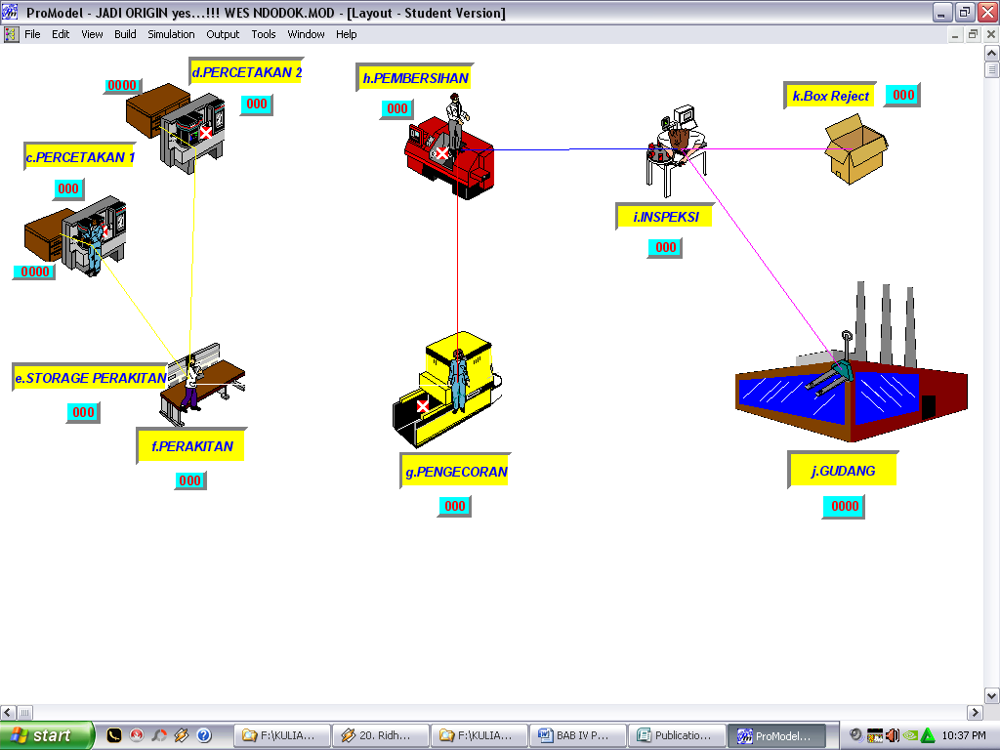 ProModel - JADI ORIGIN yes...!!! WES NDODOK.MOD - [Layout - Student Version]
File Edit View Build Simulation Output Tools Window Help
d.PERCETAKAN 2
0000
000
h.PEMBERSIHAN
000
k.Box Reject
000
c.PERCETAKAN 1
000
0000
i.INSPEKSI
000
e.STORAGE PERAKITAN
000
f.PERAKITAN
000
g.PENGECORAN
000
j.GUDANG
0000
start
F:\KULIA...
20. Ridh...
F:\KULIA...
BAB IV P...
Publicatio...
ProModel...
10:37 PM